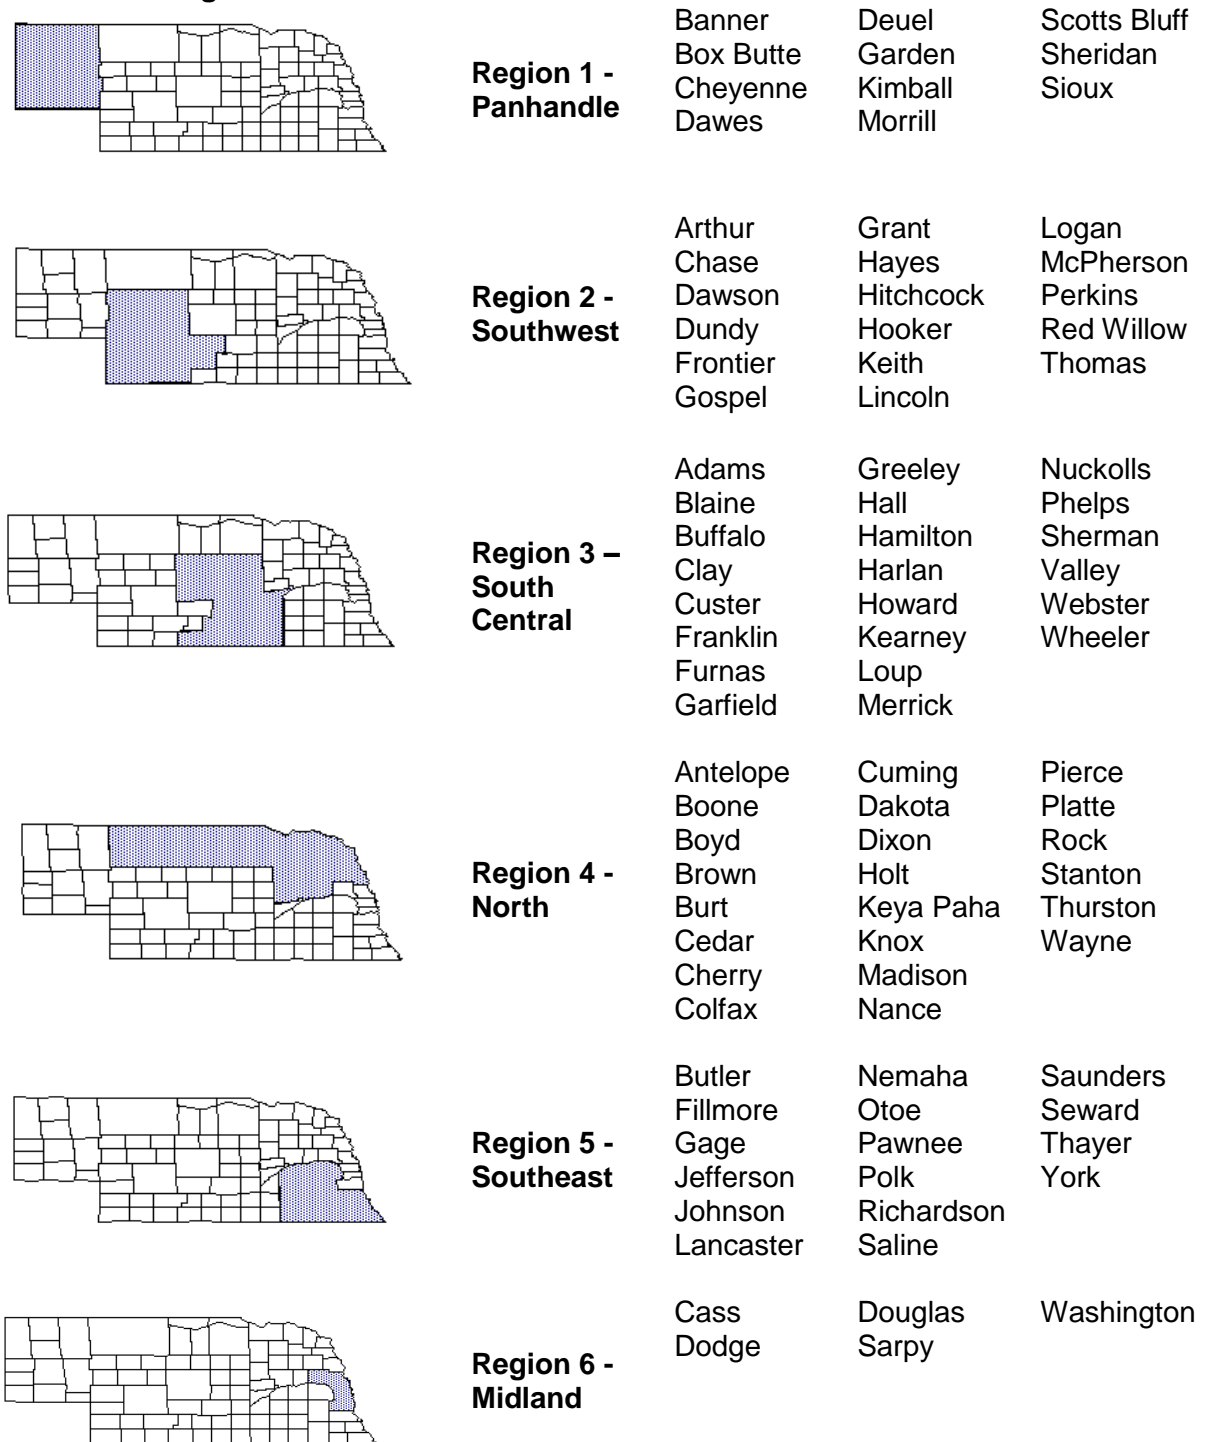 Region 1 -
Panhandle
Banner Deuel Scotts Bluff
Box Butte Garden Sheridan
Cheyenne Kimball Sioux
Dawes Morrill
Region 2 -
Southwest
Arthur Grant Logan
Chase Hayes McPherson
Dawson Hitchcock Perkins
Dundy Hooker Red Willow
Frontier Keith Thomas
Gospel Lincoln
Region 3 –
South
Central
Adams Greeley Nuckolls
Blaine Hall Phelps
Buffalo Hamilton Sherman
Clay Harlan Valley
Custer Howard Webster
Franklin Kearney Wheeler
Furnas Loup
Garfield Merrick
Region 4 -
North
Antelope Cuming Pierce
Boone Dakota Platte
Boyd Dixon Rock
Brown Holt Stanton
Burt Keya Paha Thurston
Cedar Knox Wayne
Cherry Madison
Colfax Nance
Region 5 -
Southeast
Butler Nemaha Saunders
Fillmore Otoe Seward
Gage Pawnee Thayer
Jefferson Polk York
Johnson Richardson
Lancaster Saline
Region 6 -
Midland
Cass Douglas Washington
Dodge Sarpy